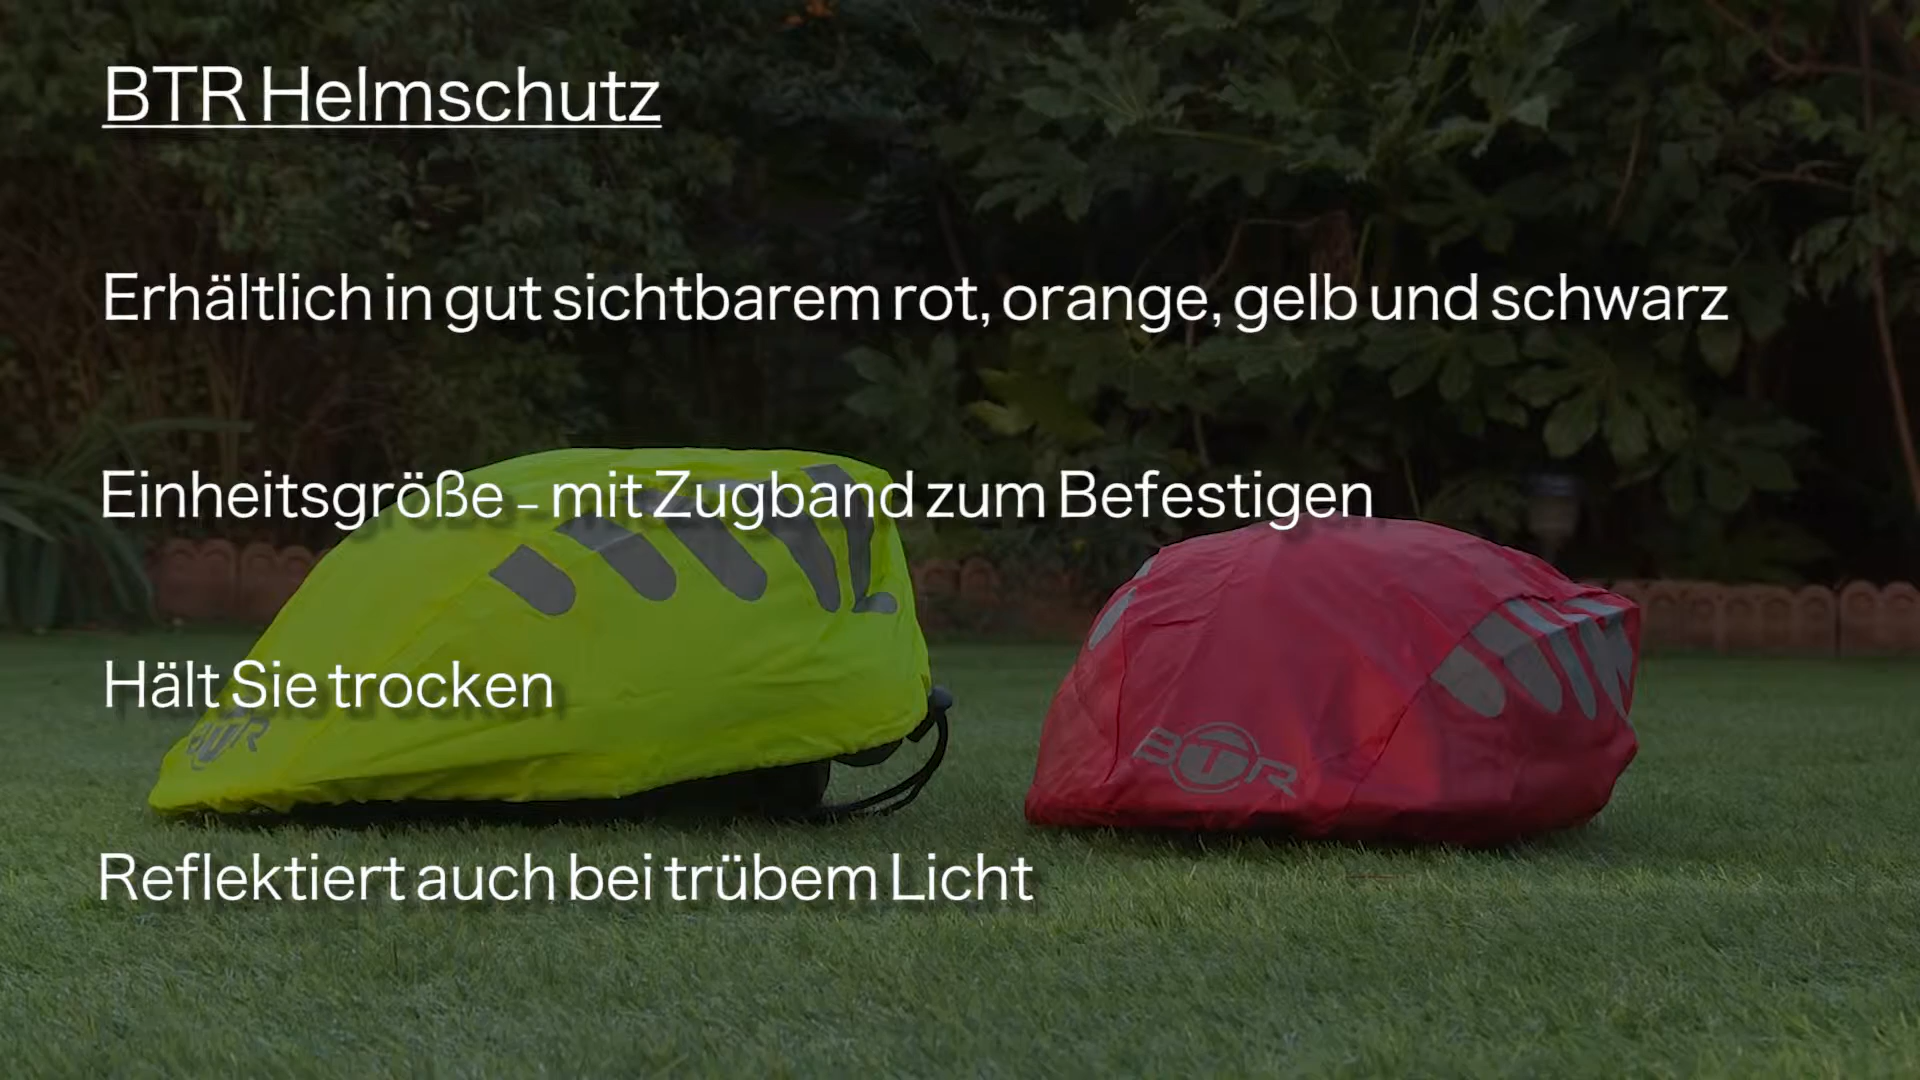 BTR Helmschutz
Erhältlich in gut sichtbarem rot, orange, gelb und schwarz
Einheitsgröße - mit Zugband zum Befestigen
Hält Sie trocken
BTR
BTR
Reflektiert auch bei trübem Licht